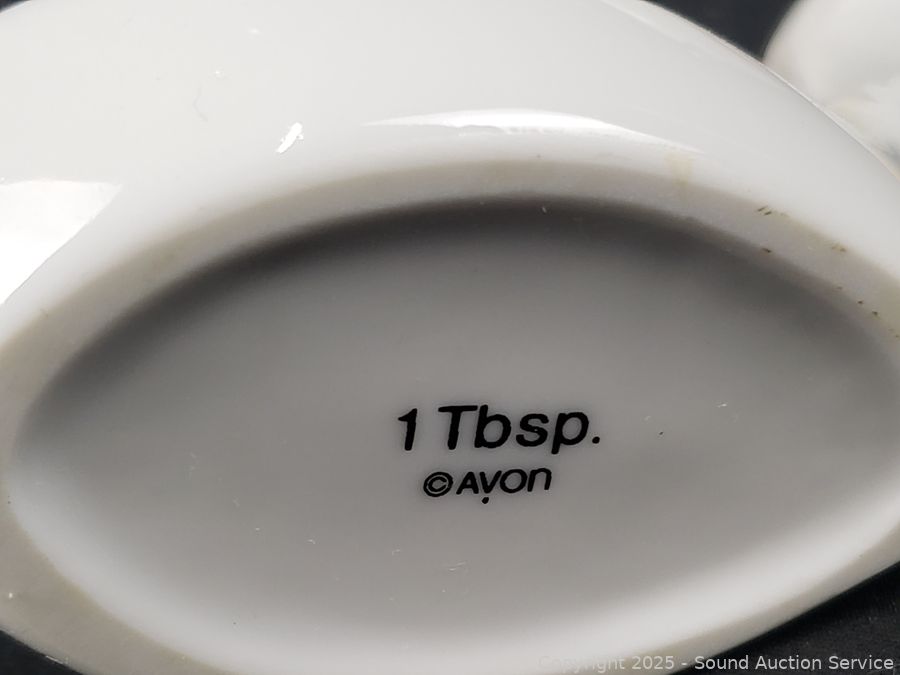 1 Tbsp.
© AVON
Copyright 2025 - Sound Auction Service